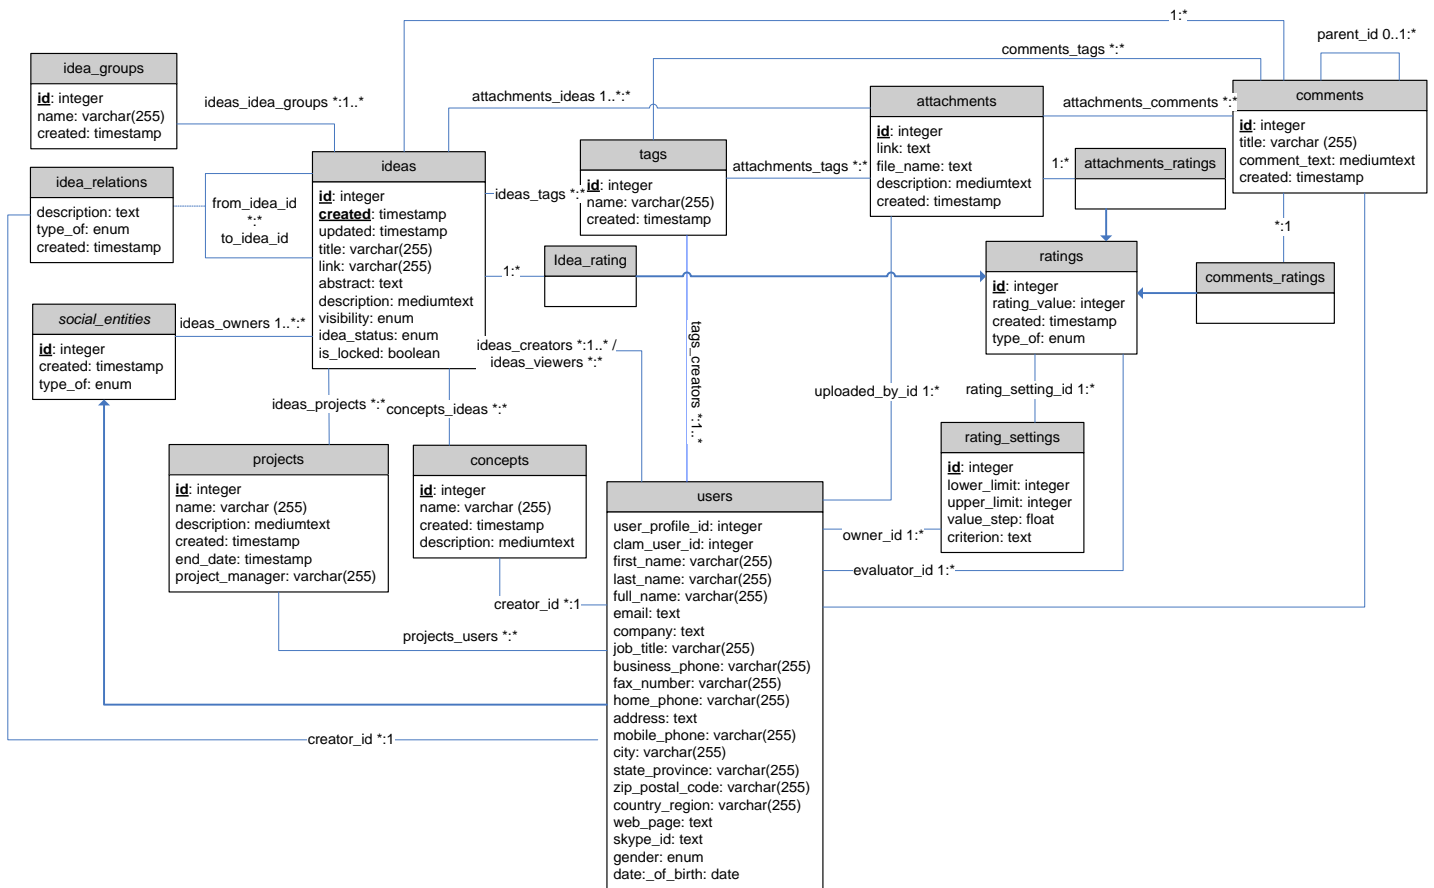 1:*
parent_id 0..1:*
comments_tags *:*
idea_groups
id: integer
name: varchar(255)
created: timestamp
ideas_idea_groups *:1..*
attachments_ideas 1..*:*
attachments
id: integer
link: text
file_name: text
description: mediumtext
created: timestamp
attachments_comments *:*
comments
id: integer
title: varchar (255)
comment_text: mediumtext
created: timestamp
idea_relations
description: text
type_of: enum
created: timestamp
from_idea_id
*:*
to_idea_id
ideas
id: integer
created: timestamp
updated: timestamp
title: varchar(255)
link: varchar(255)
abstract: text
description: mediumtext
visibility: enum
idea_status: enum
is_locked: boolean
ideas_tags *:*
tags
id: integer
name: varchar(255)
created: timestamp
attachments_tags *:*
1:*
attachments_ratings
*:1
1:*
Idea_rating
ratings
id: integer
rating_value: integer
created: timestamp
type_of: enum
comments_ratings
social_entities
id: integer
created: timestamp
type_of: enum
ideas_owners 1..*:*
ideas_creators *:1..* /
ideas_viewers *:*
tags_creators *:1..*
uploaded_by_id 1:*
rating_setting_id 1:*
ideas_projects *:*
concepts_ideas *:*
projects
id: integer
name: varchar (255)
description: mediumtext
created: timestamp
end_date: timestamp
project_manager: varchar(255)
concepts
id: integer
name: varchar (255)
created: timestamp
description: mediumtext
rating_settings
id: integer
lower_limit: integer
upper_limit: integer
value_step: float
criterion: text
owner_id 1:*
evaluator_id 1:*
creator_id *:1
projects_users *:*
creator_id *:1
users
user_profile_id: integer
clam_user_id: integer
first_name: varchar(255)
last_name: varchar(255)
full_name: varchar(255)
email: text
company: text
job_title: varchar(255)
business_phone: varchar(255)
fax_number: varchar(255)
home_phone: varchar(255)
address: text
mobile_phone: varchar(255)
city: varchar(255)
state_province: varchar(255)
zip_postal_code: varchar(255)
country_region: varchar(255)
web_page: text
skype_id: text
gender: enum
date:_of_birth: date